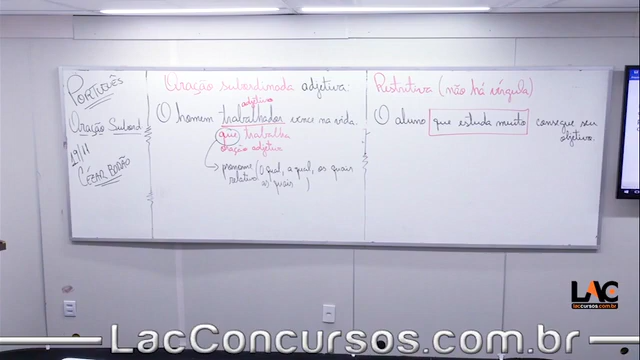 PORTUGUÊS
Oração Subord
19/11
CÉZAR BORÃO
Oração subordinada adjetiva
adjetivo
O homem trabalhador vence na vida.
que trabalha
oração adjetiva
pronome relativo (O qual, a qual, os quais
as quais )
Restritiva (não há vírgula)
O aluno que estuda muito consegue seu
objetivo.
LAC
laccursos.com.br
LacConcursos.com.br